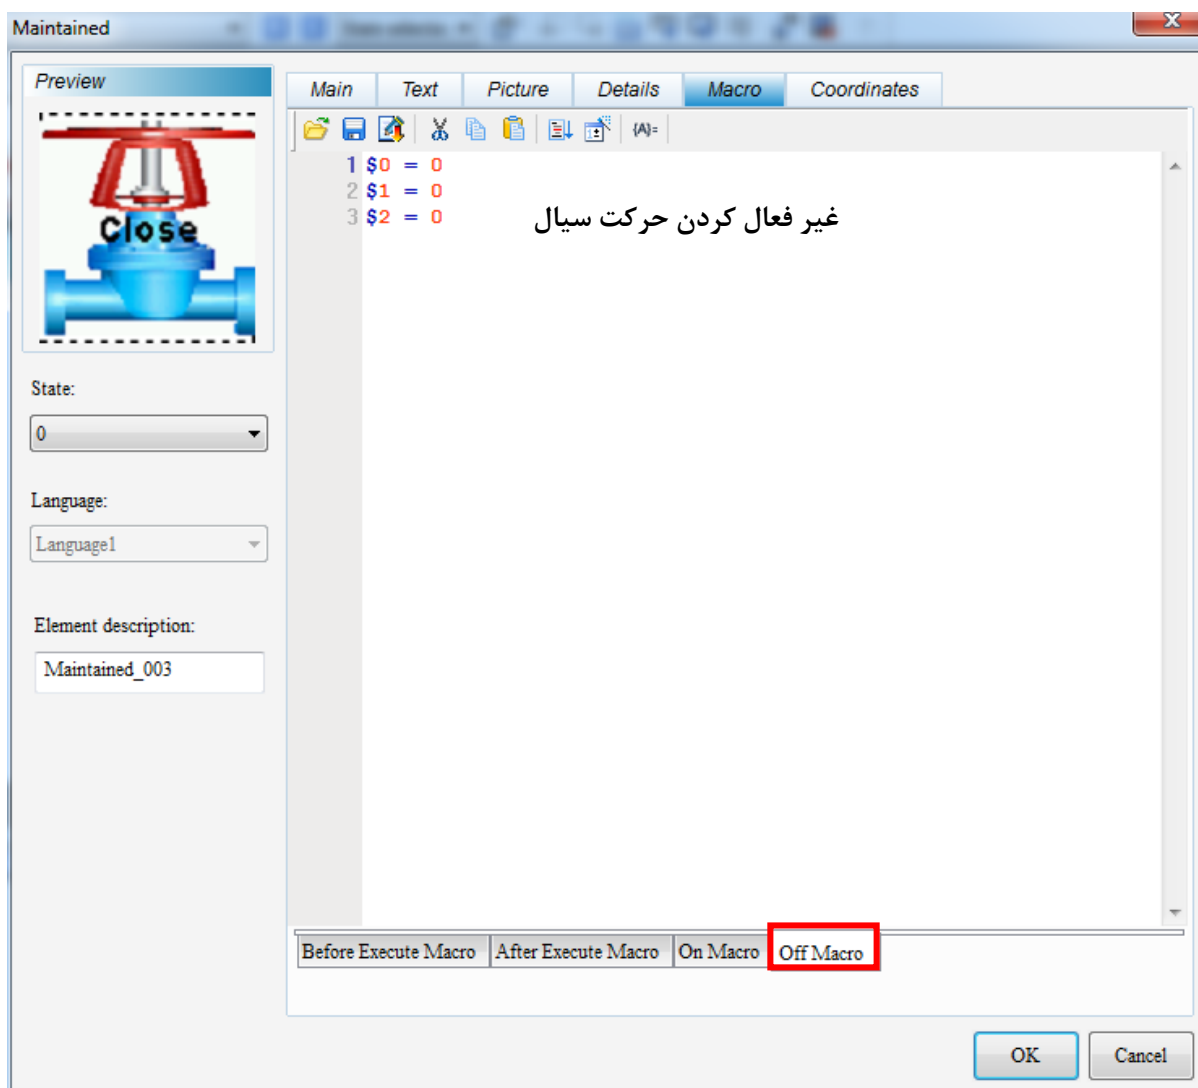 Maintained
Preview
Close
State:
0
Language:
Language1
Element description:
Maintained_003
Main Text Picture Details Macro Coordinates
{A}=
1 $0 = 0
2 $1 = 0
3 $2 = 0
غیر فعال کردن حرکت سیال
Before Execute Macro After Execute Macro On Macro Off Macro
OK Cancel